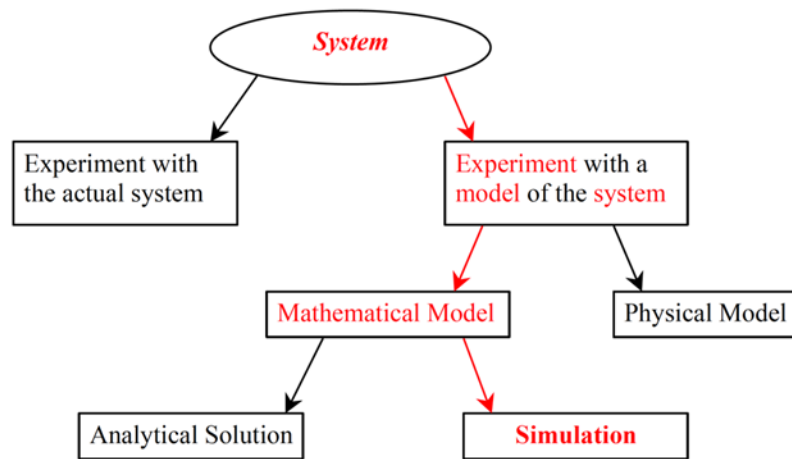 System
Experiment with
the actual system
Experiment with a
model of the system
Mathematical Model
Physical Model
Analytical Solution
Simulation